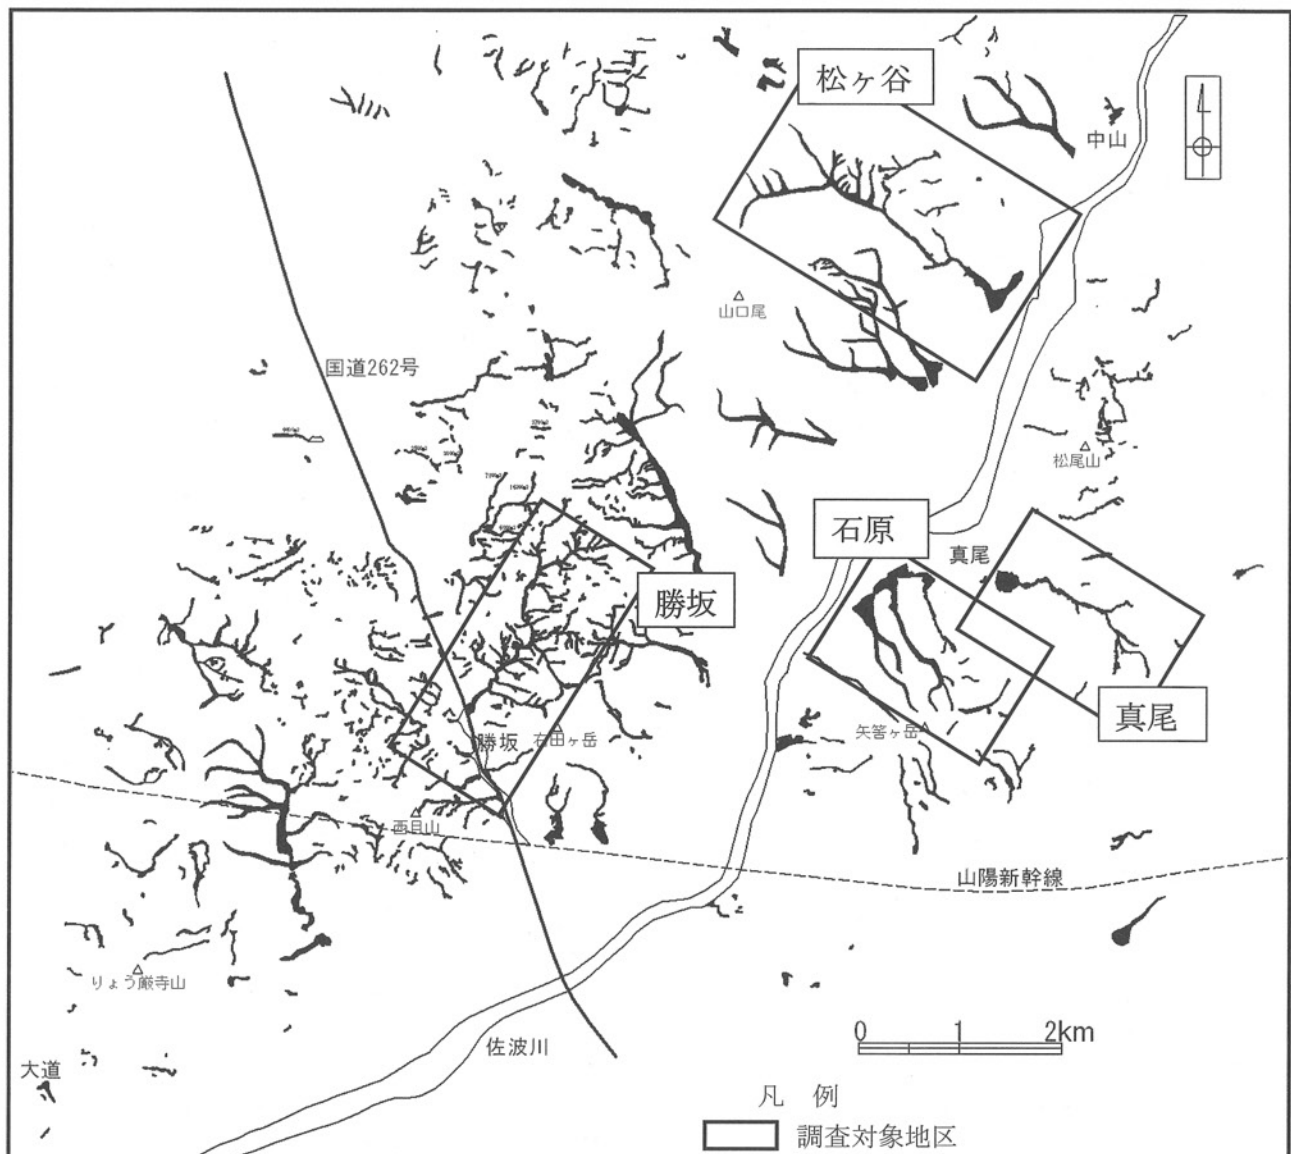 松ヶ谷
中山
山口尾
国道262号
松尾山
石原
真尾
勝坂
真尾
矢筈ヶ岳
勝坂
右田ヶ岳
西目山
山陽新幹線
りょう厳寺山
佐波川
大道
0 1 2km
凡 例
調査対象地区